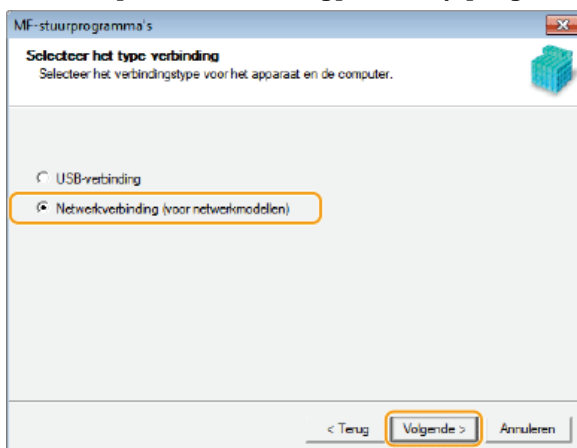 MF-stuurprogramma's
Selecteer het type verbinding
Selecteer het verbindingstype voor het apparaat en de computer.
USB-verbinding
Netwerkverbinding (voor netwerkmodellen)
< Terug
Volgende >
Annuleren